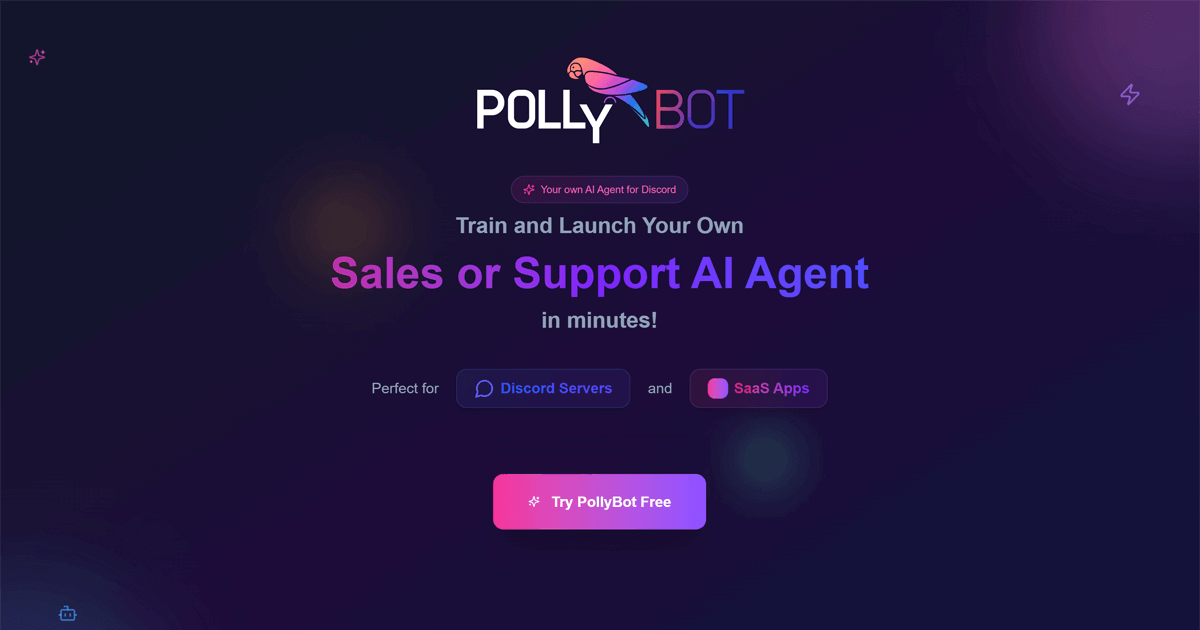 POLLy BOT
Your own AI Agent for Discord
Train and Launch Your Own
Sales or Support AI Agent
in minutes!
Perfect for Discord Servers and SaaS Apps
Try PollyBot Free